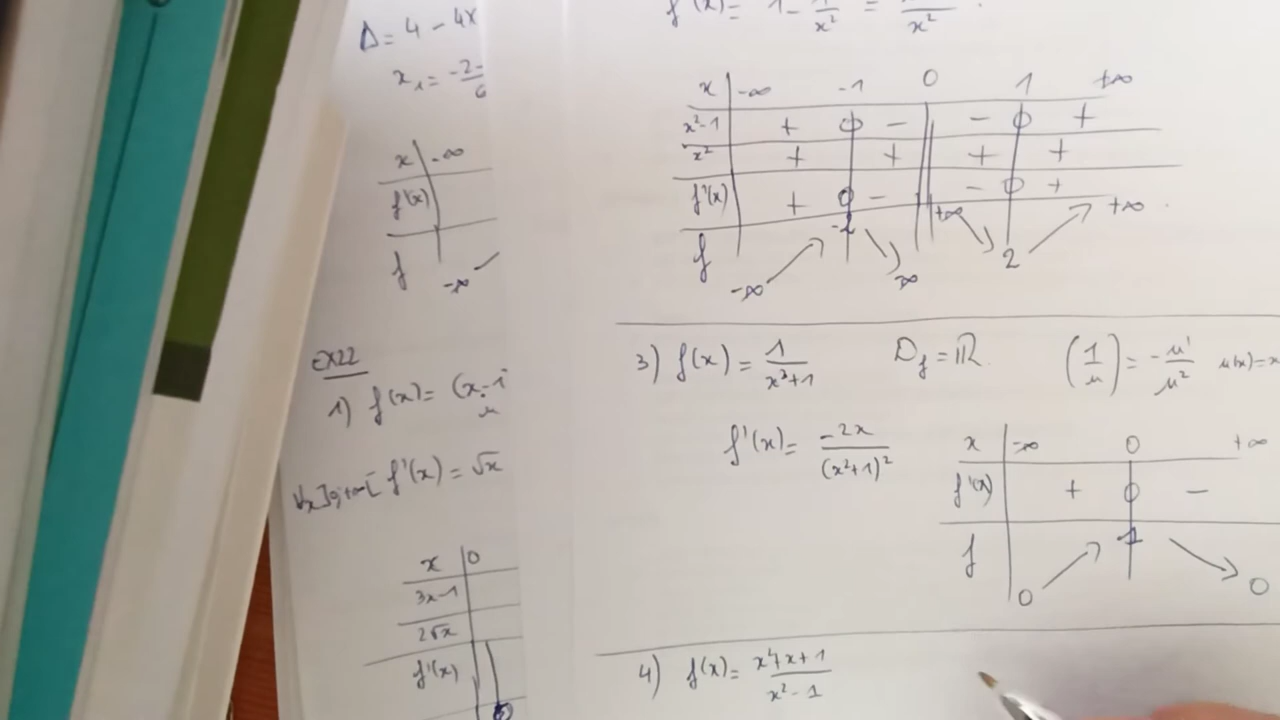 Δ = 4 - 4x
x₁ = -2-/6
x -∞
f'(x)
f -∞
EX22
1) f(x) = (x-1
u
∀x]0;+∞[ f'(x) = √x
x 0
3x-1
2√x
f'(x)
f'(x) = 1 - 1/x² = /x²
x -∞ -1 0 1 +∞
x²-1 + 0 - - 0 +
x² + + + +
f'(x) + 0 - - 0 +
f -∞ -2 -∞ +∞ 2 +∞
3) f(x) = 1/(x²+1) D_f = ℝ (1/u)' = -u'/u² u(x) = x
f'(x) = -2x/(x²+1)²
x -∞ 0 +∞
f'(x) + 0 -
f 0 1 0
4) f(x) = (x²+x+1)/(x²-1)